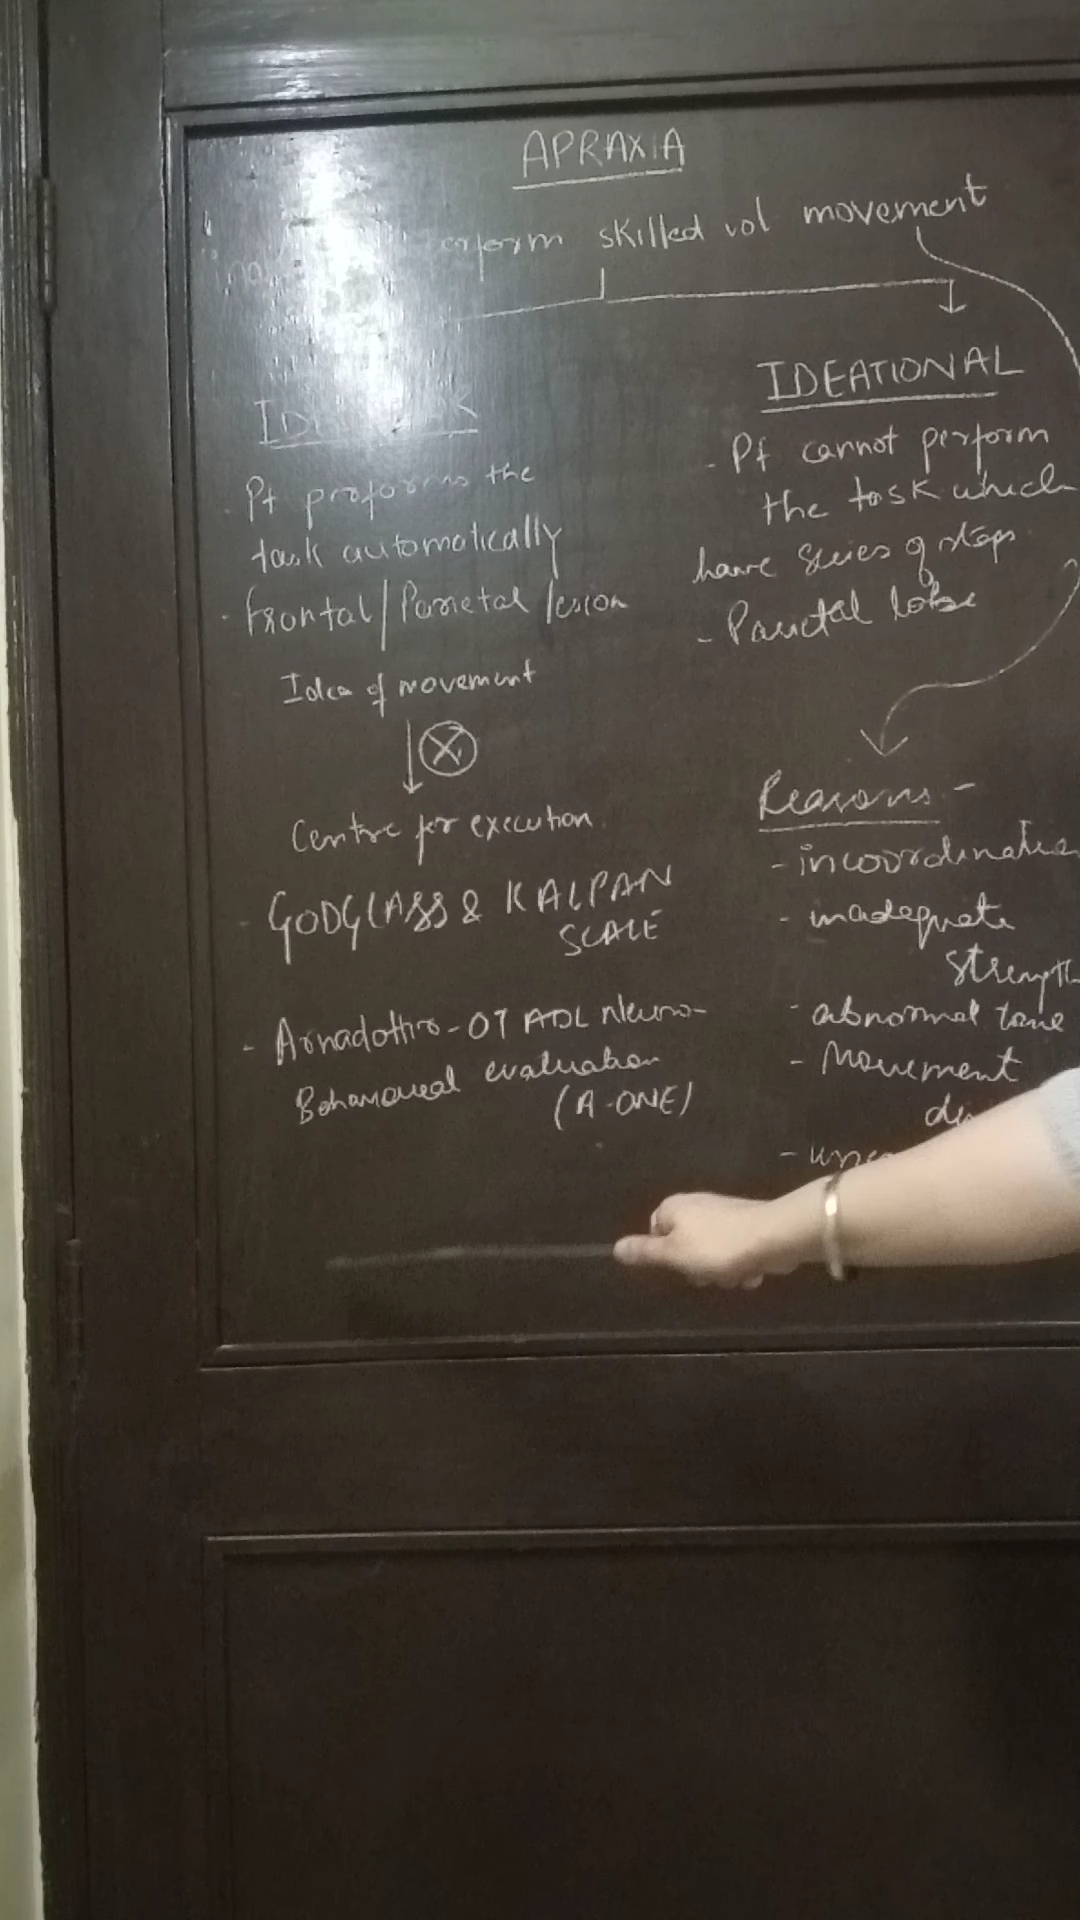 APRAXIA
perform skilled vol movement
Pt proforms the
task automatically
- Frontal/Parietal lesion
Idea of movement
X
Centre for execution
- GODGLASS & KALPAN
SCALE
- Arnadottiro-OT ADL Neuro-
Behavioural evaluation
(A-ONE)
IDEATIONAL
- Pt cannot perform
the task which
have series of steps
- Parietal lobe
Reasons -
- incoordination
- inadequate
strength
- abnormal tone
- Movement